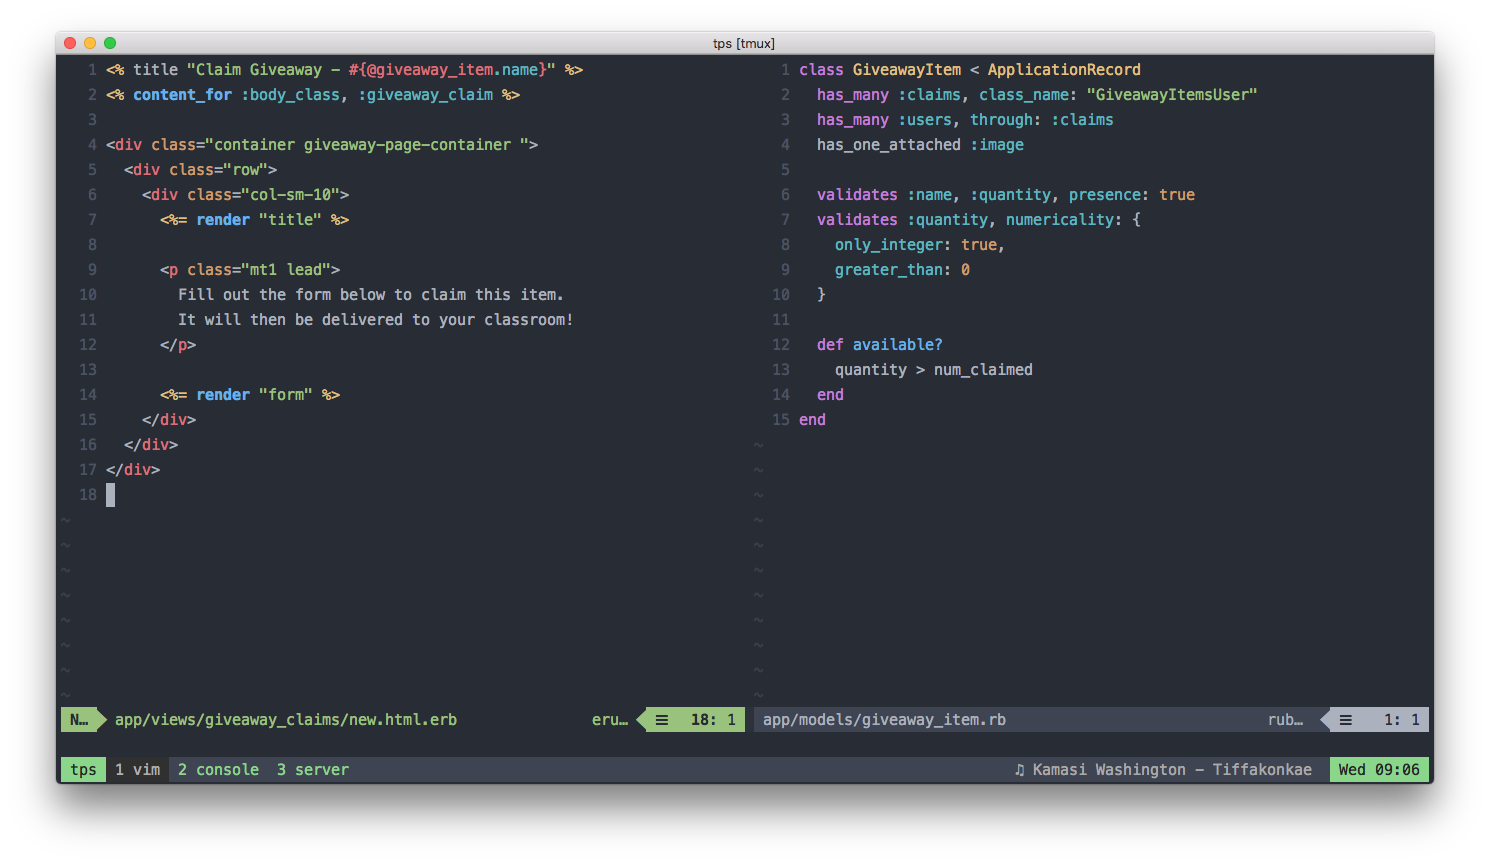 tps [tmux]
1 <% title "Claim Giveaway - #{@giveaway_item.name}" %>
2 <% content_for :body_class, :giveaway_claim %>
3
4 <div class="container giveaway-page-container ">
5   <div class="row">
6     <div class="col-sm-10">
7       <%= render "title" %>
8
9       <p class="mt1 lead">
10         Fill out the form below to claim this item.
11         It will then be delivered to your classroom!
12       </p>
13
14       <%= render "form" %>
15     </div>
16   </div>
17 </div>
18
~
~
~
~
~
~
~
~
N… app/views/giveaway_claims/new.html.erb eru… ≡ 18: 1
1 class GiveawayItem < ApplicationRecord
2   has_many :claims, class_name: "GiveawayItemsUser"
3   has_many :users, through: :claims
4   has_one_attached :image
5
6   validates :name, :quantity, presence: true
7   validates :quantity, numericality: {
8     only_integer: true,
9     greater_than: 0
10   }
11
12   def available?
13     quantity > num_claimed
14   end
15 end
~
~
~
~
~
~
~
~
~
~
~
app/models/giveaway_item.rb rub… ≡ 1: 1
tps 1 vim 2 console 3 server ♫ Kamasi Washington - Tiffakonkae Wed 09:06